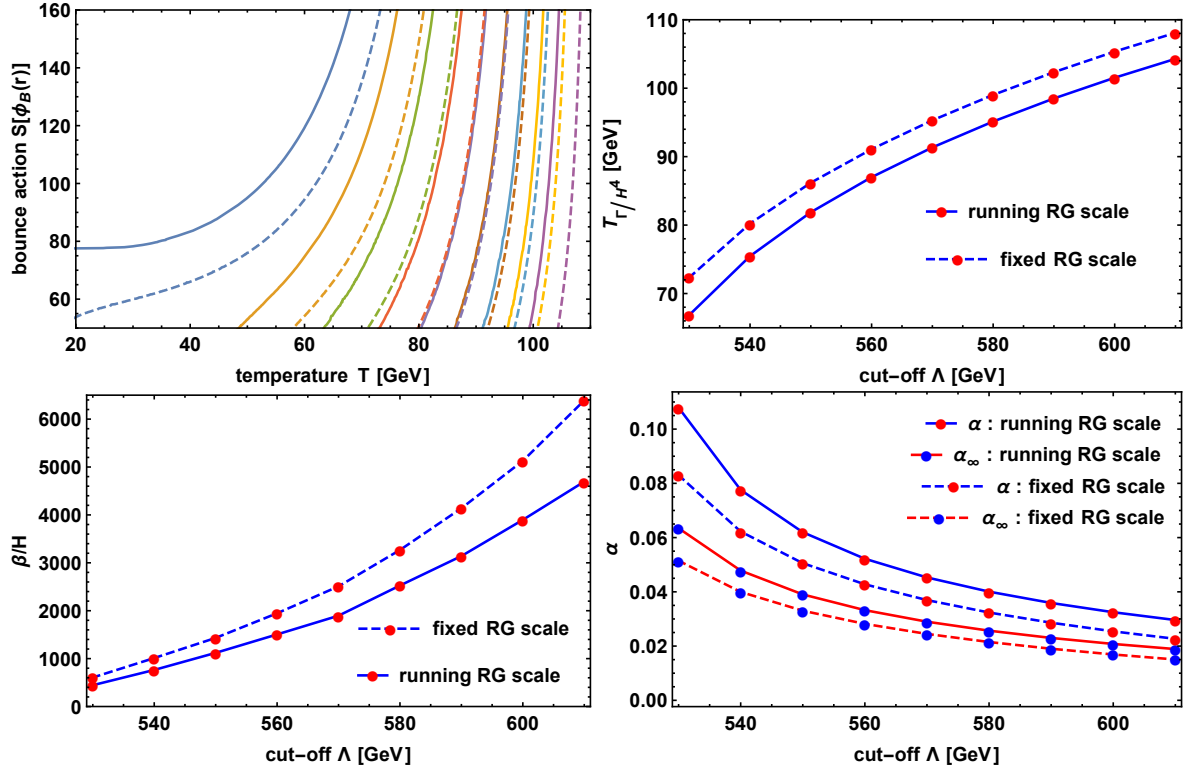 bounce action S[ϕB(r)]
160
140
120
100
80
60
20
40
60
80
100
temperature T [GeV]
TΓ/H⁴ [GeV]
110
100
90
80
70
running RG scale
fixed RG scale
540
560
580
600
cut-off Λ [GeV]
β/H
6000
5000
4000
3000
2000
1000
0
fixed RG scale
running RG scale
540
560
580
600
cut-off Λ [GeV]
α
0.10
0.08
0.06
0.04
0.02
0.00
α : running RG scale
α∞ : running RG scale
α : fixed RG scale
α∞ : fixed RG scale
540
560
580
600
cut-off Λ [GeV]